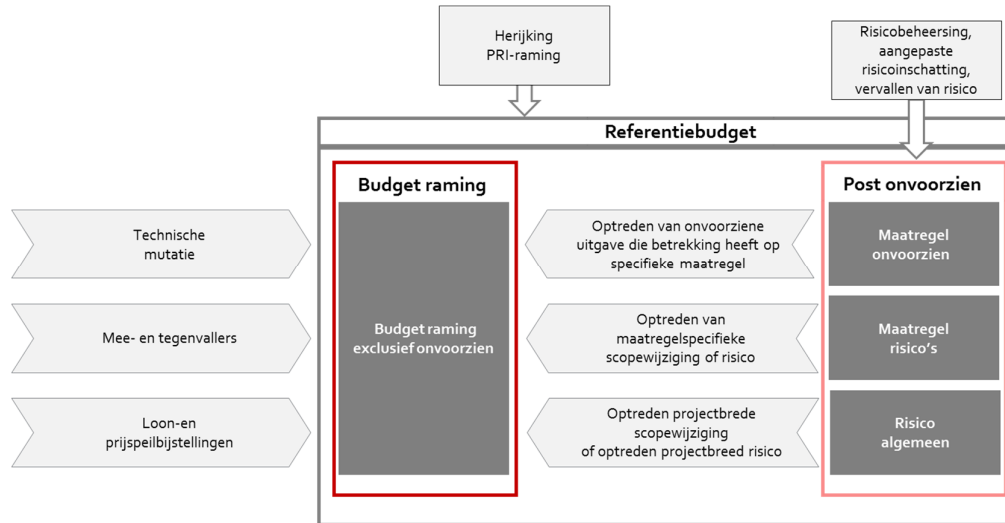 Herijking
PRI-raming
Risicobeheersing,
aangepaste
risicoinschatting,
vervallen van risico
Referentiebudget
Budget raming
Post onvoorzien
Technische
mutatie
Optreden van onvoorziene
uitgave die betrekking heeft op
specifieke maatregel
Maatregel
onvoorzien
Mee- en tegenvallers
Budget raming
exclusief onvoorzien
Optreden van
maatregelspecifieke
scopewijziging of risico
Maatregel
risico's
Loon-en
prijspeilbijstellingen
Optreden projectbrede
scopewijziging
of optreden projectbreed risico
Risico
algemeen